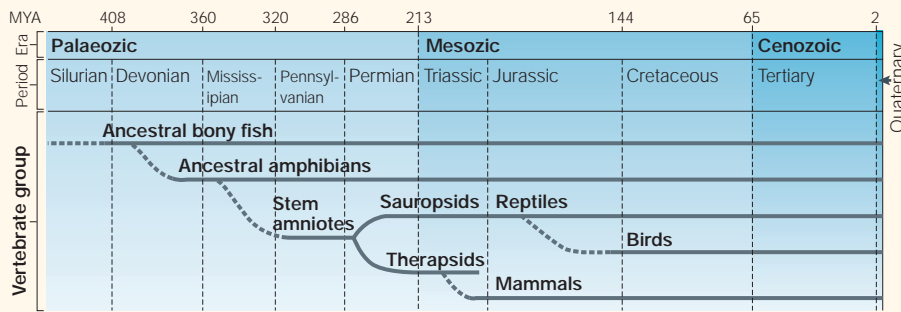 MYA 408 360 320 286 213 144 65 2
Era Palaeozic Mesozic Cenozoic
Period Silurian Devonian Mississ-
ipian Pennsyl-
vanian Permian Triassic Jurassic Cretaceous Tertiary
Quaternary
Vertebrate group
Ancestral bony fish
Ancestral amphibians
Stem
amniotes
Sauropsids Reptiles
Birds
Therapsids
Mammals